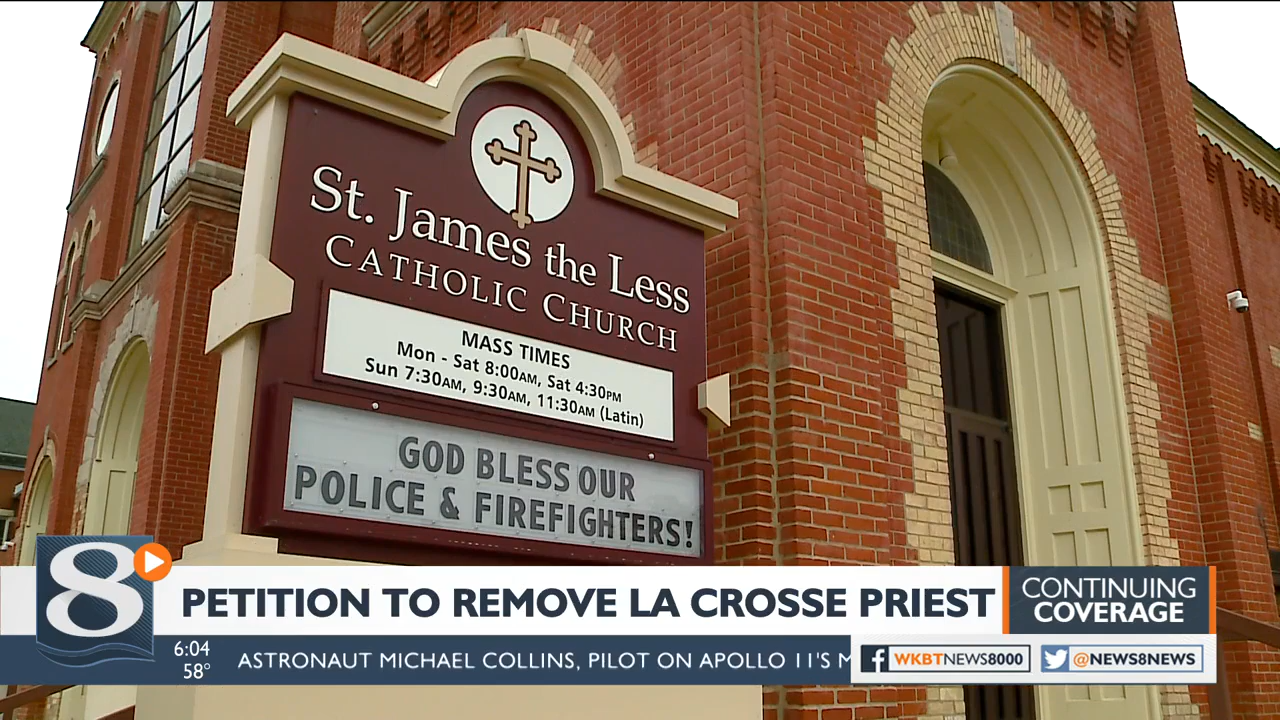 St. James the Less
CATHOLIC CHURCH
MASS TIMES
Mon - Sat 8:00AM, Sat 4:30PM
Sun 7:30AM, 9:30AM, 11:30AM (Latin)
GOD BLESS OUR
POLICE & FIREFIGHTERS!
8
PETITION TO REMOVE LA CROSSE PRIEST
CONTINUING
COVERAGE
6:04
58°
ASTRONAUT MICHAEL COLLINS, PILOT ON APOLLO 11'S M
WKBTNEWS8000
@NEWS8NEWS